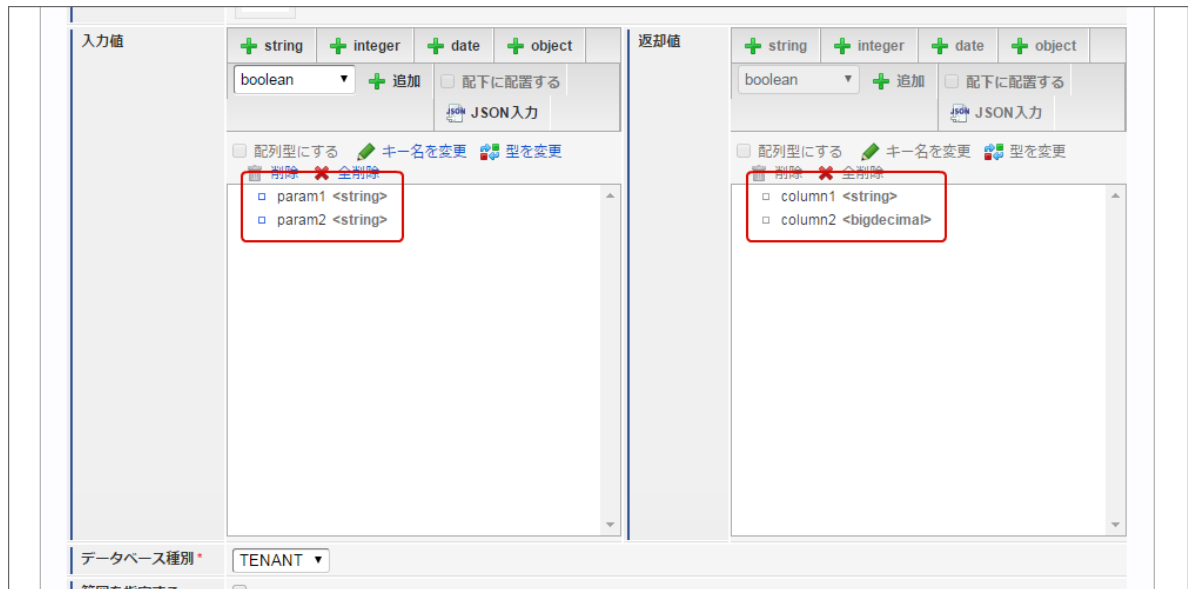 入力値
string integer date object
boolean 追加 配下に配置する
JSON入力
配列型にする キー名を変更 型を変更
削除 全削除
param1 <string>
param2 <string>
返却値
string integer date object
boolean 追加 配下に配置する
JSON入力
配列型にする キー名を変更 型を変更
削除 全削除
column1 <string>
column2 <bigdecimal>
データベース種別* TENANT